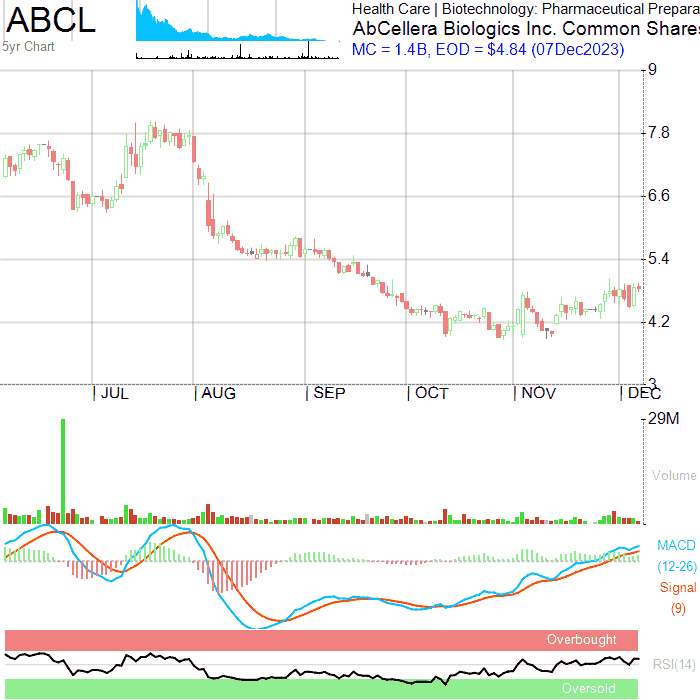 ABCL
5yr Chart
Health Care | Biotechnology: Pharmaceutical Prepara
AbCellera Biologics Inc. Common Shares
MC = 1.4B, EOD = $4.84 (07Dec2023)
9
7.8
6.6
5.4
4.2
3
JUL AUG SEP OCT NOV DEC
29M
Volume
MACD
(12-26)
Signal
(9)
Overbought
RSI(14)
Oversold